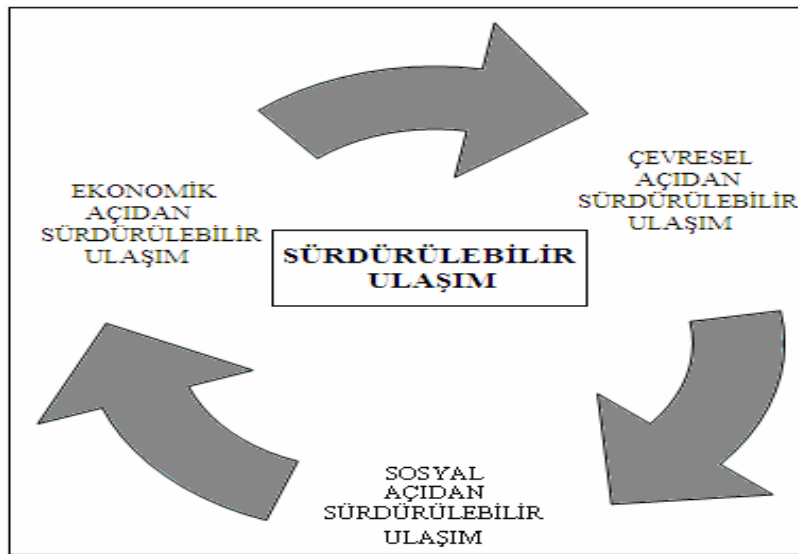 EKONOMİK
AÇIDAN
SÜRDÜRÜLEBİLİR
ULAŞIM
ÇEVRESEL
AÇIDAN
SÜRDÜRÜLEBİLİR
ULAŞIM
SÜRDÜRÜLEBİLİR
ULAŞIM
SOSYAL
AÇIDAN
SÜRDÜRÜLEBİLİR
ULAŞIM